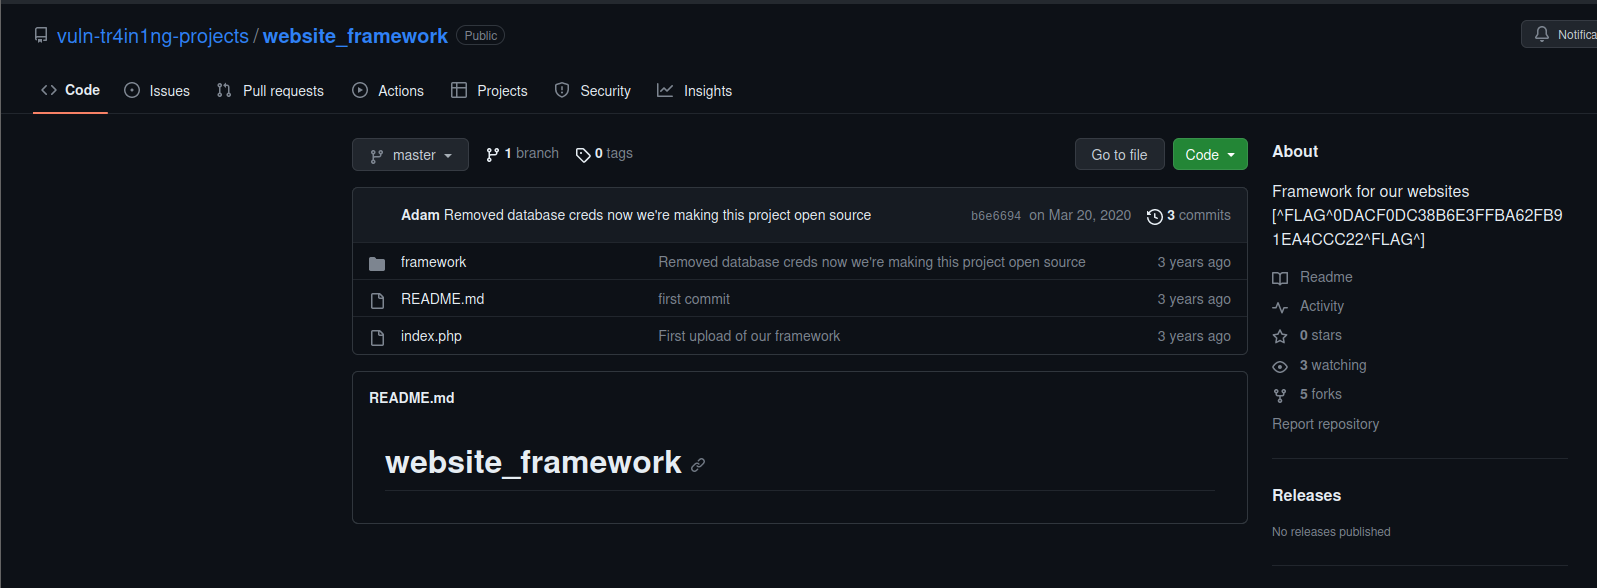 vuln-tr4in1ng-projects / website_framework Public
Notifica
Code Issues Pull requests Actions Projects Security Insights
master 1 branch 0 tags Go to file Code
Adam Removed database creds now we're making this project open source b6e6694 on Mar 20, 2020 3 commits
framework Removed database creds now we're making this project open source 3 years ago
README.md first commit 3 years ago
index.php First upload of our framework 3 years ago
README.md
website_framework
About
Framework for our websites
[^FLAG^0DACF0DC38B6E3FFBA62FB9
1EA4CCC22^FLAG^]
Readme
Activity
0 stars
3 watching
5 forks
Report repository
Releases
No releases published